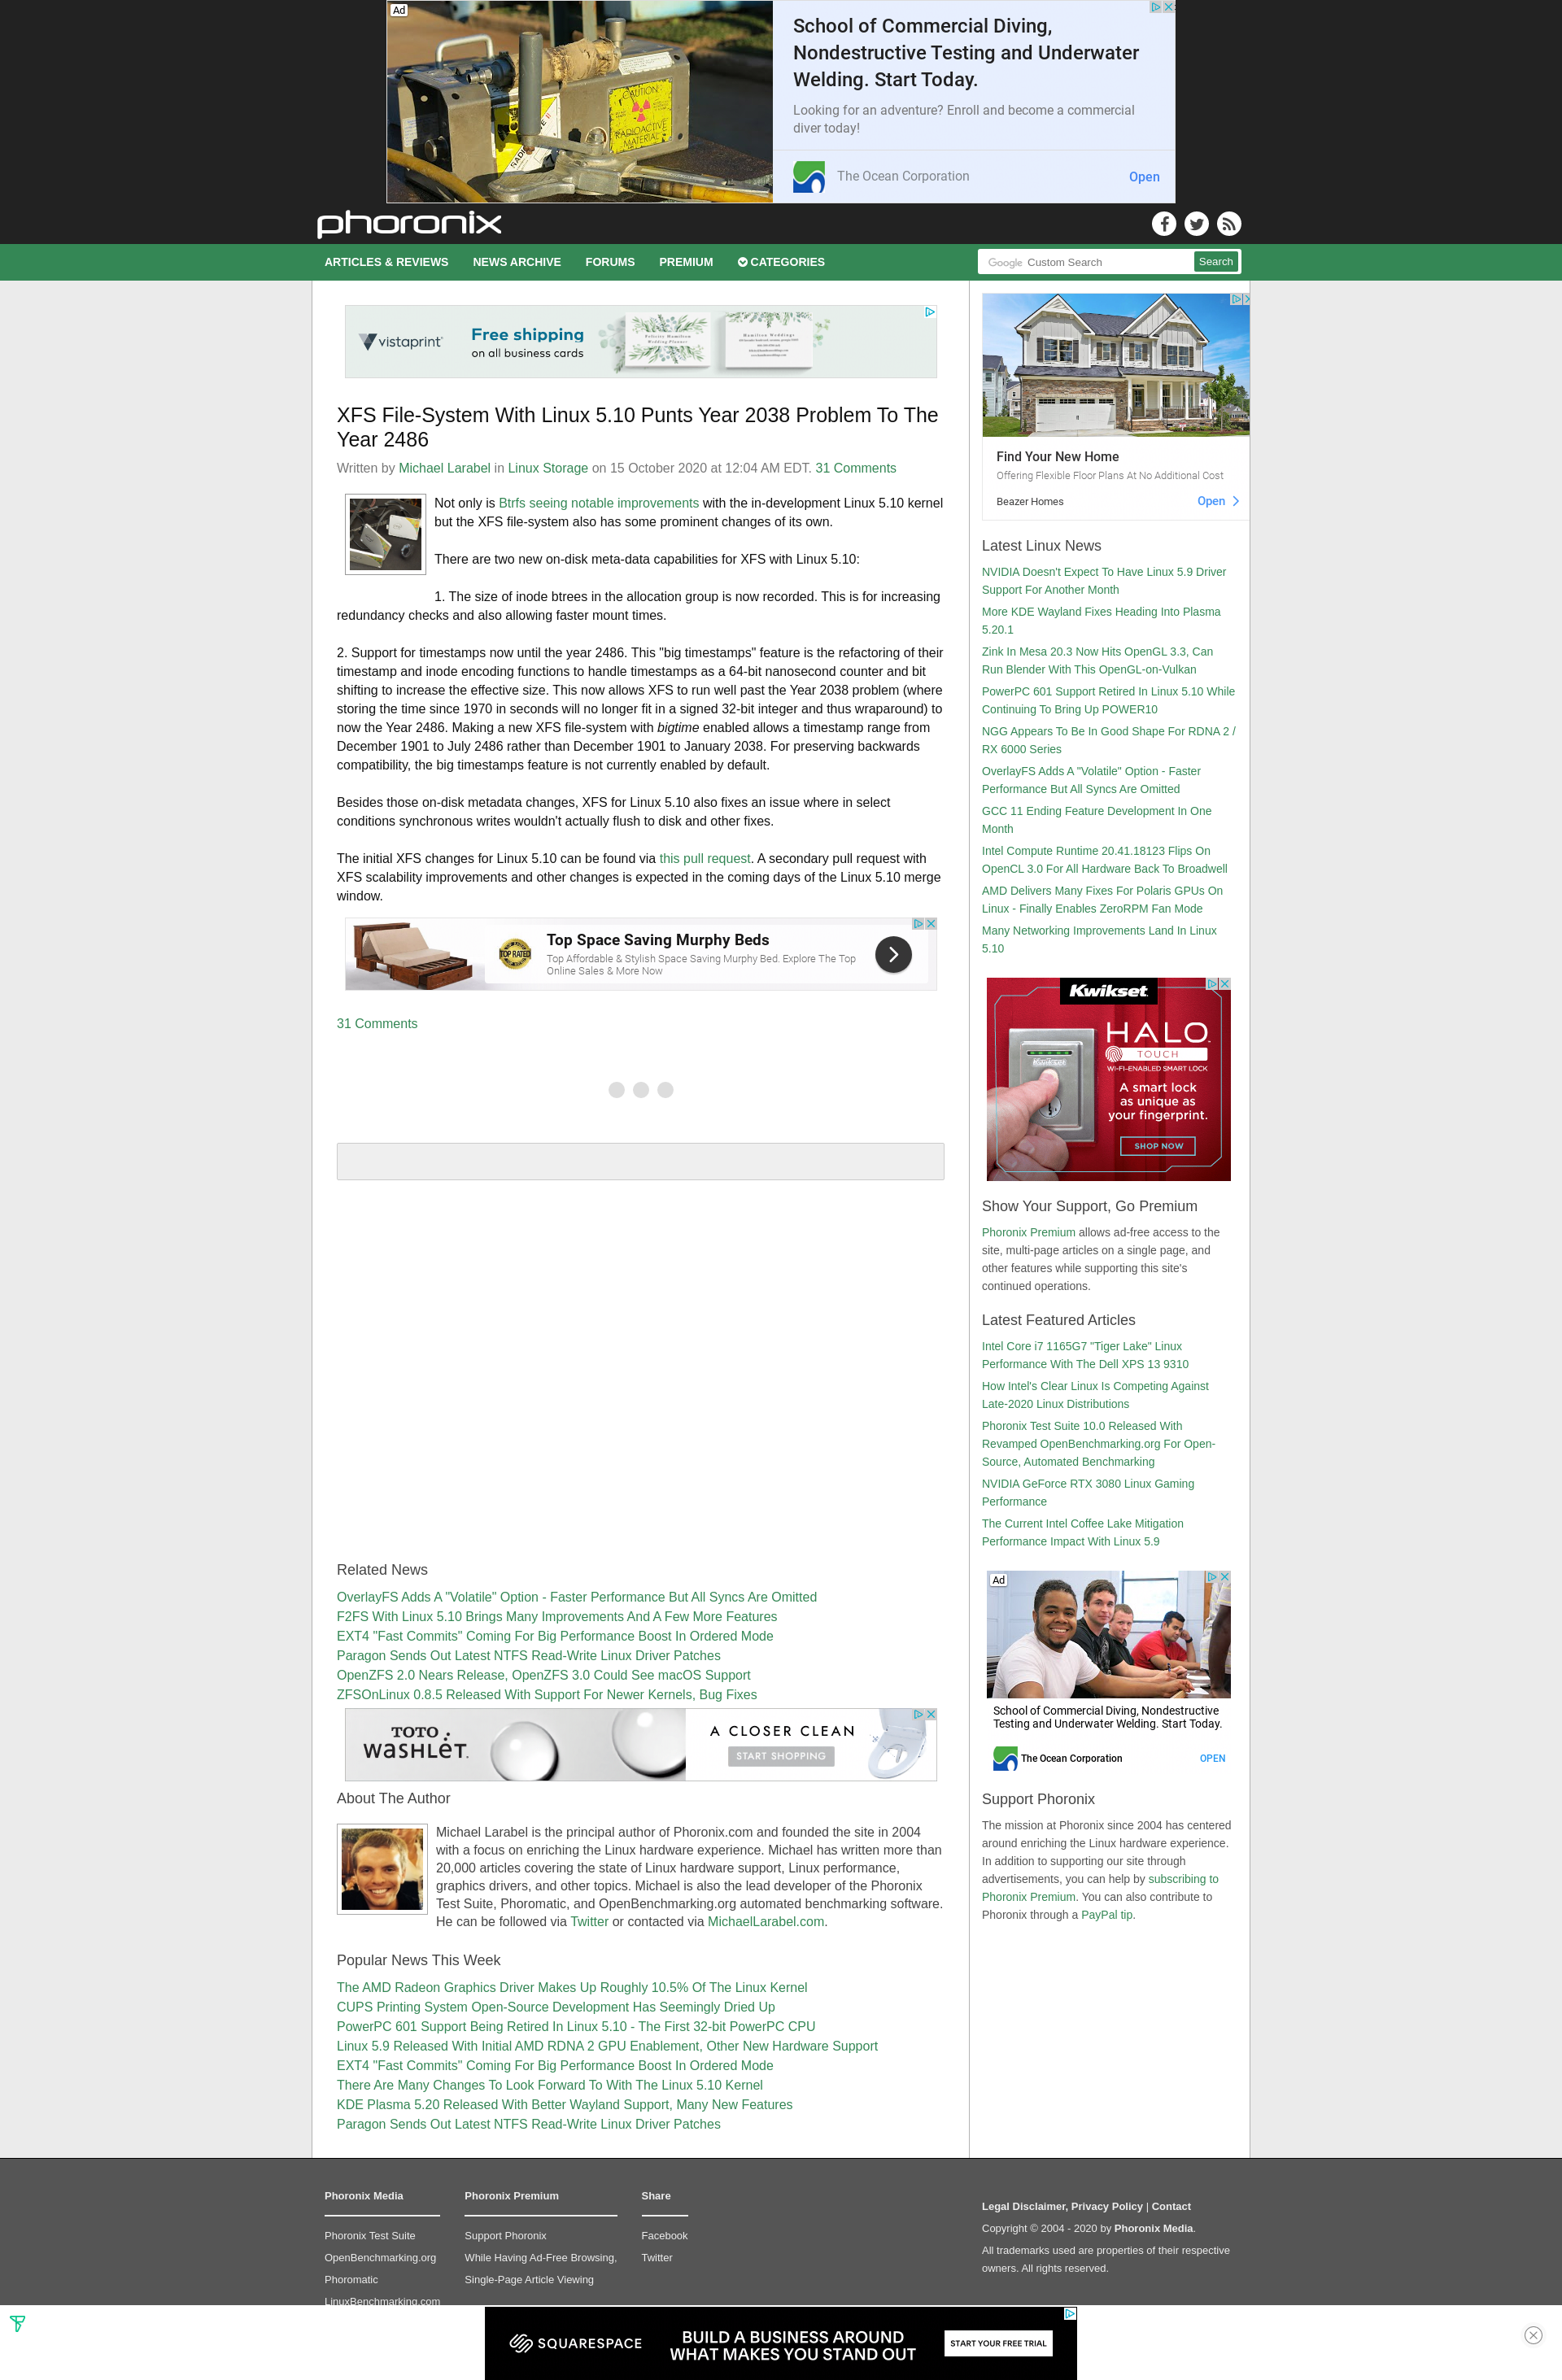 Ad
School of Commercial Diving,
Nondestructive Testing and Underwater
Welding. Start Today.
Looking for an adventure? Enroll and become a commercial
diver today!
The Ocean Corporation
Open
CAUTION
RADIOACTIVE
MATERIAL
phoronix
ARTICLES & REVIEWS
NEWS ARCHIVE
FORUMS
PREMIUM
CATEGORIES
Google Custom Search
Search
vistaprint
Free shipping
on all business cards
XFS File-System With Linux 5.10 Punts Year 2038 Problem To The
Year 2486
Written by Michael Larabel in Linux Storage on 15 October 2020 at 12:04 AM EDT. 31 Comments
Not only is Btrfs seeing notable improvements with the in-development Linux 5.10 kernel
but the XFS file-system also has some prominent changes of its own.
There are two new on-disk meta-data capabilities for XFS with Linux 5.10:
1. The size of inode btrees in the allocation group is now recorded. This is for increasing
redundancy checks and also allowing faster mount times.
2. Support for timestamps now until the year 2486. This "big timestamps" feature is the refactoring of their
timestamp and inode encoding functions to handle timestamps as a 64-bit nanosecond counter and bit
shifting to increase the effective size. This now allows XFS to run well past the Year 2038 problem (where
storing the time since 1970 in seconds will no longer fit in a signed 32-bit integer and thus wraparound) to
now the Year 2486. Making a new XFS file-system with bigtime enabled allows a timestamp range from
December 1901 to July 2486 rather than December 1901 to January 2038. For preserving backwards
compatibility, the big timestamps feature is not currently enabled by default.
Besides those on-disk metadata changes, XFS for Linux 5.10 also fixes an issue where in select
conditions synchronous writes wouldn't actually flush to disk and other fixes.
The initial XFS changes for Linux 5.10 can be found via this pull request. A secondary pull request with
XFS scalability improvements and other changes is expected in the coming days of the Linux 5.10 merge
window.
TOP RATED
Top Space Saving Murphy Beds
Top Affordable & Stylish Space Saving Murphy Bed. Explore The Top
Online Sales & More Now
31 Comments
Related News
OverlayFS Adds A "Volatile" Option - Faster Performance But All Syncs Are Omitted
F2FS With Linux 5.10 Brings Many Improvements And A Few More Features
EXT4 "Fast Commits" Coming For Big Performance Boost In Ordered Mode
Paragon Sends Out Latest NTFS Read-Write Linux Driver Patches
OpenZFS 2.0 Nears Release, OpenZFS 3.0 Could See macOS Support
ZFSOnLinux 0.8.5 Released With Support For Newer Kernels, Bug Fixes
TOTO
WASHLET.
A CLOSER CLEAN
START SHOPPING
About The Author
Michael Larabel is the principal author of Phoronix.com and founded the site in 2004
with a focus on enriching the Linux hardware experience. Michael has written more than
20,000 articles covering the state of Linux hardware support, Linux performance,
graphics drivers, and other topics. Michael is also the lead developer of the Phoronix
Test Suite, Phoromatic, and OpenBenchmarking.org automated benchmarking software.
He can be followed via Twitter or contacted via MichaelLarabel.com.
Popular News This Week
The AMD Radeon Graphics Driver Makes Up Roughly 10.5% Of The Linux Kernel
CUPS Printing System Open-Source Development Has Seemingly Dried Up
PowerPC 601 Support Being Retired In Linux 5.10 - The First 32-bit PowerPC CPU
Linux 5.9 Released With Initial AMD RDNA 2 GPU Enablement, Other New Hardware Support
EXT4 "Fast Commits" Coming For Big Performance Boost In Ordered Mode
There Are Many Changes To Look Forward To With The Linux 5.10 Kernel
KDE Plasma 5.20 Released With Better Wayland Support, Many New Features
Paragon Sends Out Latest NTFS Read-Write Linux Driver Patches
Find Your New Home
Offering Flexible Floor Plans At No Additional Cost
Beazer Homes
Open
Latest Linux News
NVIDIA Doesn't Expect To Have Linux 5.9 Driver
Support For Another Month
More KDE Wayland Fixes Heading Into Plasma
5.20.1
Zink In Mesa 20.3 Now Hits OpenGL 3.3, Can
Run Blender With This OpenGL-on-Vulkan
PowerPC 601 Support Retired In Linux 5.10 While
Continuing To Bring Up POWER10
NGG Appears To Be In Good Shape For RDNA 2 /
RX 6000 Series
OverlayFS Adds A "Volatile" Option - Faster
Performance But All Syncs Are Omitted
GCC 11 Ending Feature Development In One
Month
Intel Compute Runtime 20.41.18123 Flips On
OpenCL 3.0 For All Hardware Back To Broadwell
AMD Delivers Many Fixes For Polaris GPUs On
Linux - Finally Enables ZeroRPM Fan Mode
Many Networking Improvements Land In Linux
5.10
Kwikset
HALO
TOUCH
WI-FI-ENABLED SMART LOCK
A smart lock
as unique as
your fingerprint.
SHOP NOW
Show Your Support, Go Premium
Phoronix Premium allows ad-free access to the
site, multi-page articles on a single page, and
other features while supporting this site's
continued operations.
Latest Featured Articles
Intel Core i7 1165G7 "Tiger Lake" Linux
Performance With The Dell XPS 13 9310
How Intel's Clear Linux Is Competing Against
Late-2020 Linux Distributions
Phoronix Test Suite 10.0 Released With
Revamped OpenBenchmarking.org For Open-
Source, Automated Benchmarking
NVIDIA GeForce RTX 3080 Linux Gaming
Performance
The Current Intel Coffee Lake Mitigation
Performance Impact With Linux 5.9
Ad
School of Commercial Diving, Nondestructive
Testing and Underwater Welding. Start Today.
The Ocean Corporation
OPEN
Support Phoronix
The mission at Phoronix since 2004 has centered
around enriching the Linux hardware experience.
In addition to supporting our site through
advertisements, you can help by subscribing to
Phoronix Premium. You can also contribute to
Phoronix through a PayPal tip.
Phoronix Media
Phoronix Test Suite
OpenBenchmarking.org
Phoromatic
LinuxBenchmarking.com
Phoronix Premium
Support Phoronix
While Having Ad-Free Browsing,
Single-Page Article Viewing
Share
Facebook
Twitter
Legal Disclaimer, Privacy Policy | Contact
Copyright © 2004 - 2020 by Phoronix Media.
All trademarks used are properties of their respective
owners. All rights reserved.
SQUARESPACE
BUILD A BUSINESS AROUND
WHAT MAKES YOU STAND OUT
START YOUR FREE TRIAL